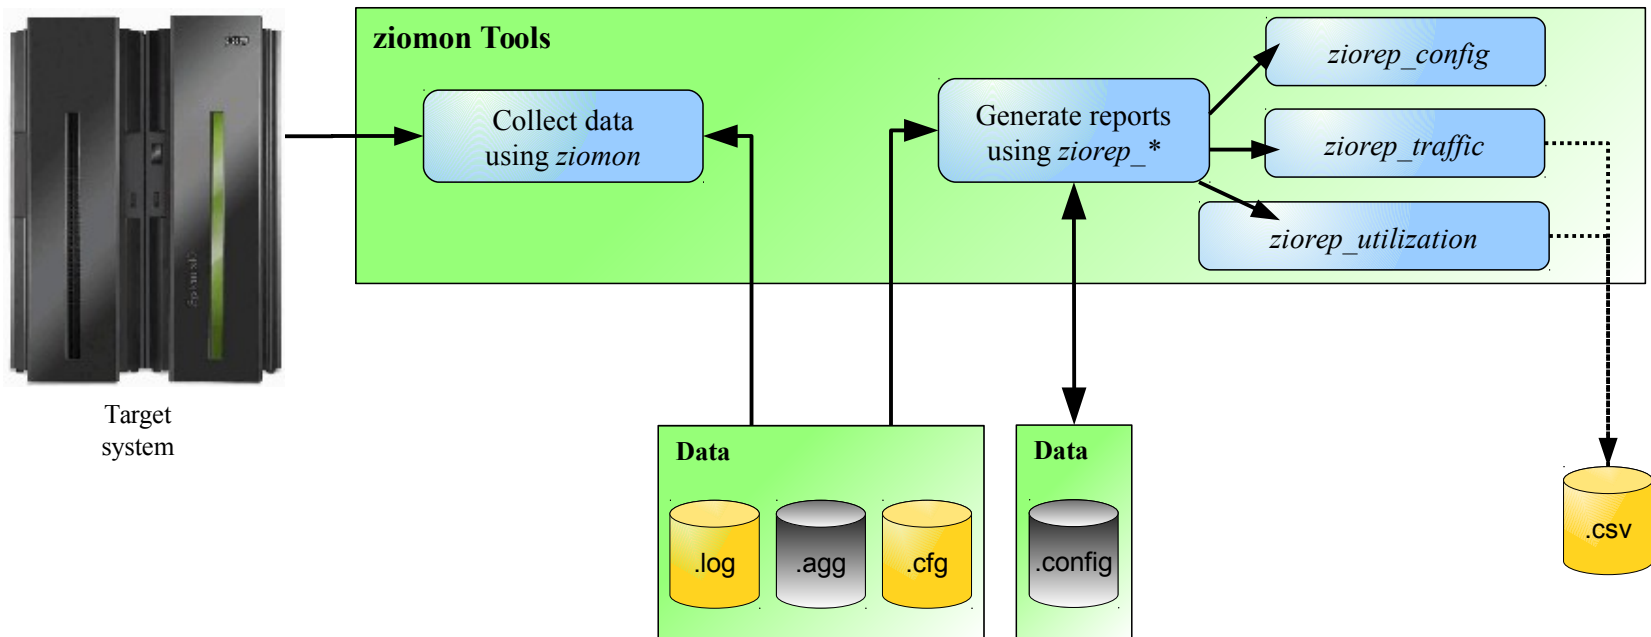 ziomon Tools
Collect data
using ziomon
Generate reports
using ziorep_*
ziorep_config
ziorep_traffic
ziorep_utilization
Target
system
Data
.log
.agg
.cfg
Data
.config
.csv